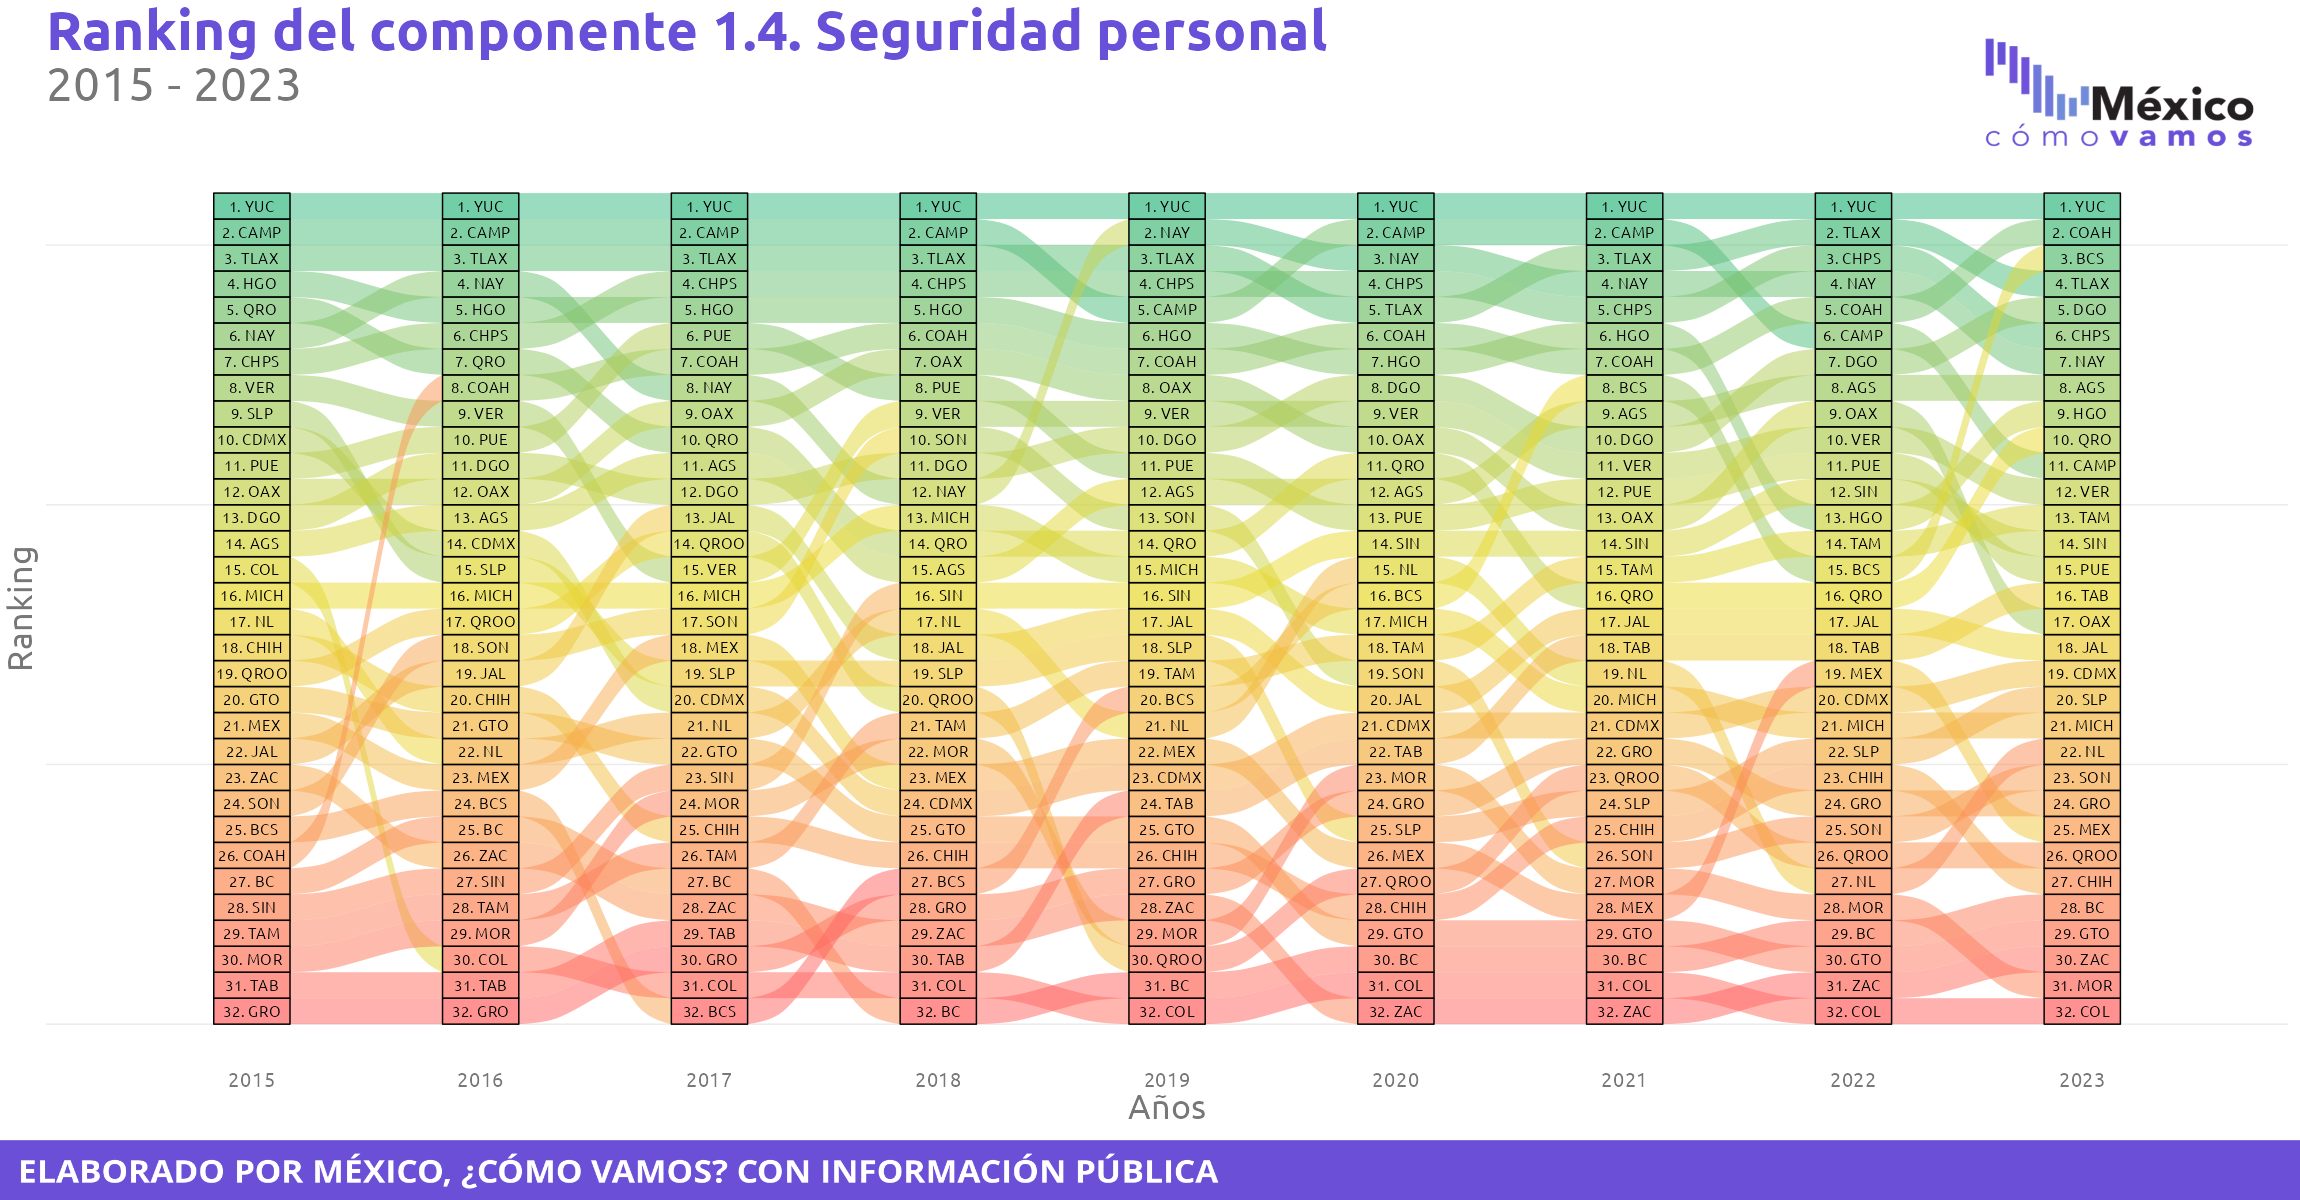 Ranking del componente 1.4. Seguridad personal
2015 - 2023
México
cómovamos
Ranking
1. YUC 1. YUC 1. YUC 1. YUC 1. YUC 1. YUC 1. YUC 1. YUC 1. YUC
2. CAMP 2. CAMP 2. CAMP 2. CAMP 2. NAY 2. CAMP 2. CAMP 2. TLAX 2. COAH
3. TLAX 3. TLAX 3. TLAX 3. TLAX 3. TLAX 3. NAY 3. TLAX 3. CHPS 3. BCS
4. HGO 4. NAY 4. CHPS 4. CHPS 4. CHPS 4. CHPS 4. NAY 4. NAY 4. TLAX
5. QRO 5. HGO 5. HGO 5. HGO 5. CAMP 5. TLAX 5. CHPS 5. COAH 5. DGO
6. NAY 6. CHPS 6. PUE 6. COAH 6. HGO 6. COAH 6. HGO 6. CAMP 6. CHPS
7. CHPS 7. QRO 7. COAH 7. OAX 7. COAH 7. HGO 7. COAH 7. DGO 7. NAY
8. VER 8. COAH 8. NAY 8. PUE 8. OAX 8. DGO 8. BCS 8. AGS 8. AGS
9. SLP 9. VER 9. OAX 9. VER 9. VER 9. VER 9. AGS 9. OAX 9. HGO
10. CDMX 10. PUE 10. QRO 10. SON 10. DGO 10. OAX 10. DGO 10. VER 10. QRO
11. PUE 11. DGO 11. AGS 11. DGO 11. PUE 11. QRO 11. VER 11. PUE 11. CAMP
12. OAX 12. OAX 12. DGO 12. NAY 12. AGS 12. AGS 12. PUE 12. SIN 12. VER
13. DGO 13. AGS 13. JAL 13. MICH 13. SON 13. PUE 13. OAX 13. HGO 13. TAM
14. AGS 14. CDMX 14. QROO 14. QRO 14. QRO 14. SIN 14. SIN 14. TAM 14. SIN
15. COL 15. SLP 15. VER 15. AGS 15. MICH 15. NL 15. TAM 15. BCS 15. PUE
16. MICH 16. MICH 16. MICH 16. SIN 16. SIN 16. BCS 16. QRO 16. QRO 16. TAB
17. NL 17. QROO 17. SON 17. NL 17. JAL 17. MICH 17. JAL 17. JAL 17. OAX
18. CHIH 18. SON 18. MEX 18. JAL 18. SLP 18. TAM 18. TAB 18. TAB 18. JAL
19. QROO 19. JAL 19. SLP 19. SLP 19. TAM 19. SON 19. NL 19. MEX 19. CDMX
20. GTO 20. CHIH 20. CDMX 20. QROO 20. BCS 20. JAL 20. MICH 20. CDMX 20. SLP
21. MEX 21. GTO 21. NL 21. TAM 21. NL 21. CDMX 21. CDMX 21. MICH 21. MICH
22. JAL 22. NL 22. GTO 22. MOR 22. MEX 22. TAB 22. GRO 22. SLP 22. NL
23. ZAC 23. MEX 23. SIN 23. MEX 23. CDMX 23. MOR 23. QROO 23. CHIH 23. SON
24. SON 24. BCS 24. MOR 24. CDMX 24. TAB 24. GRO 24. SLP 24. GRO 24. GRO
25. BCS 25. BC 25. CHIH 25. GTO 25. GTO 25. SLP 25. CHIH 25. SON 25. MEX
26. COAH 26. ZAC 26. TAM 26. CHIH 26. CHIH 26. MEX 26. SON 26. QROO 26. QROO
27. BC 27. SIN 27. BC 27. BCS 27. GRO 27. QROO 27. MOR 27. NL 27. CHIH
28. SIN 28. TAM 28. ZAC 28. GRO 28. ZAC 28. CHIH 28. MEX 28. MOR 28. BC
29. TAM 29. MOR 29. TAB 29. ZAC 29. MOR 29. GTO 29. GTO 29. BC 29. GTO
30. MOR 30. COL 30. GRO 30. TAB 30. QROO 30. BC 30. BC 30. GTO 30. ZAC
31. TAB 31. TAB 31. COL 31. COL 31. BC 31. COL 31. COL 31. ZAC 31. MOR
32. GRO 32. GRO 32. BCS 32. BC 32. COL 32. ZAC 32. ZAC 32. COL 32. COL
2015 2016 2017 2018 2019 2020 2021 2022 2023
Años
ELABORADO POR MÉXICO, ¿CÓMO VAMOS? CON INFORMACIÓN PÚBLICA